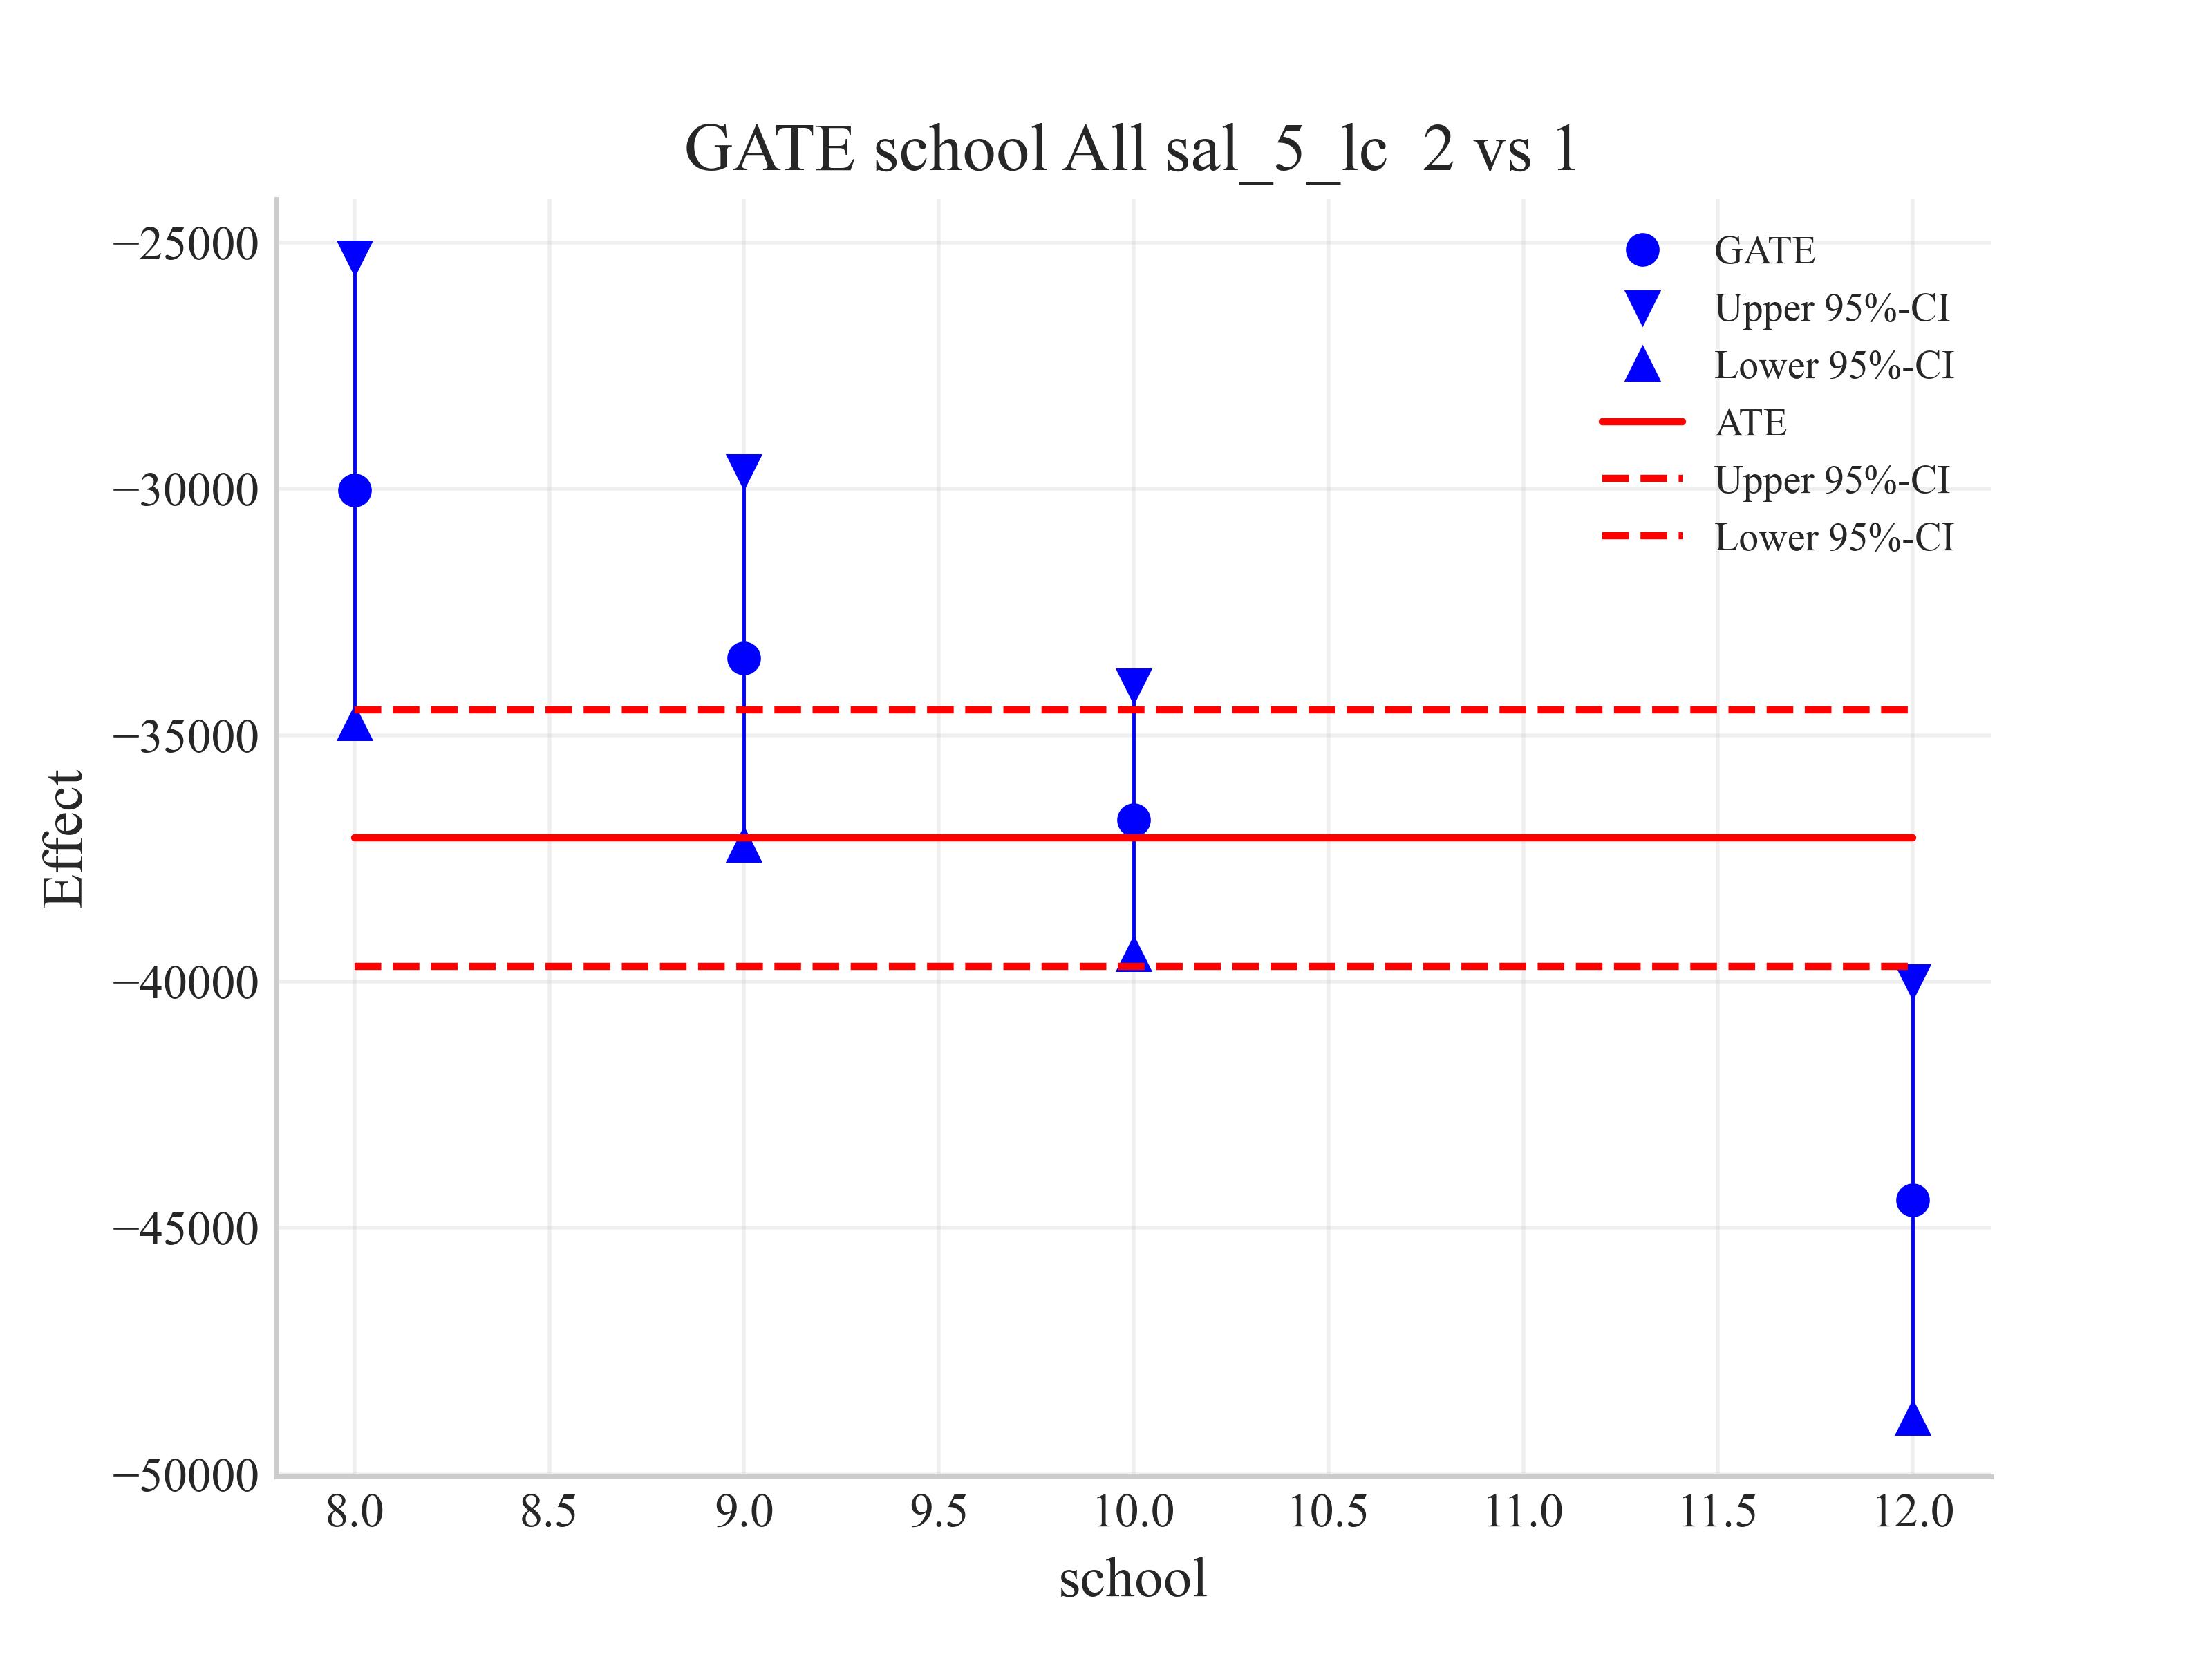 GATE school All sal_5_lc  2 vs 1
GATE
Upper 95%-CI
Lower 95%-CI
ATE
Upper 95%-CI
Lower 95%-CI
Effect
−25000
−30000
−35000
−40000
−45000
−50000
8.0 8.5 9.0 9.5 10.0 10.5 11.0 11.5 12.0
school